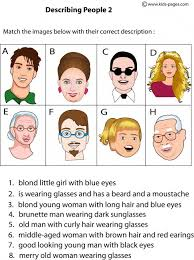 www.kids-pages.com
Describing People 2
Match the images below with their correct description :
A B C D
E F G H
1. blond little girl with blue eyes
2. is wearing glasses and has a beard and a moustache
3. blond young woman with long blond hair
4. brunette man wearing dark sunglasses
5. old man with curly hair wearing glasses
6. middle-aged woman with brown hair and red earings
7. good looking young man with black eyes
8. merry old woman wearing glasses